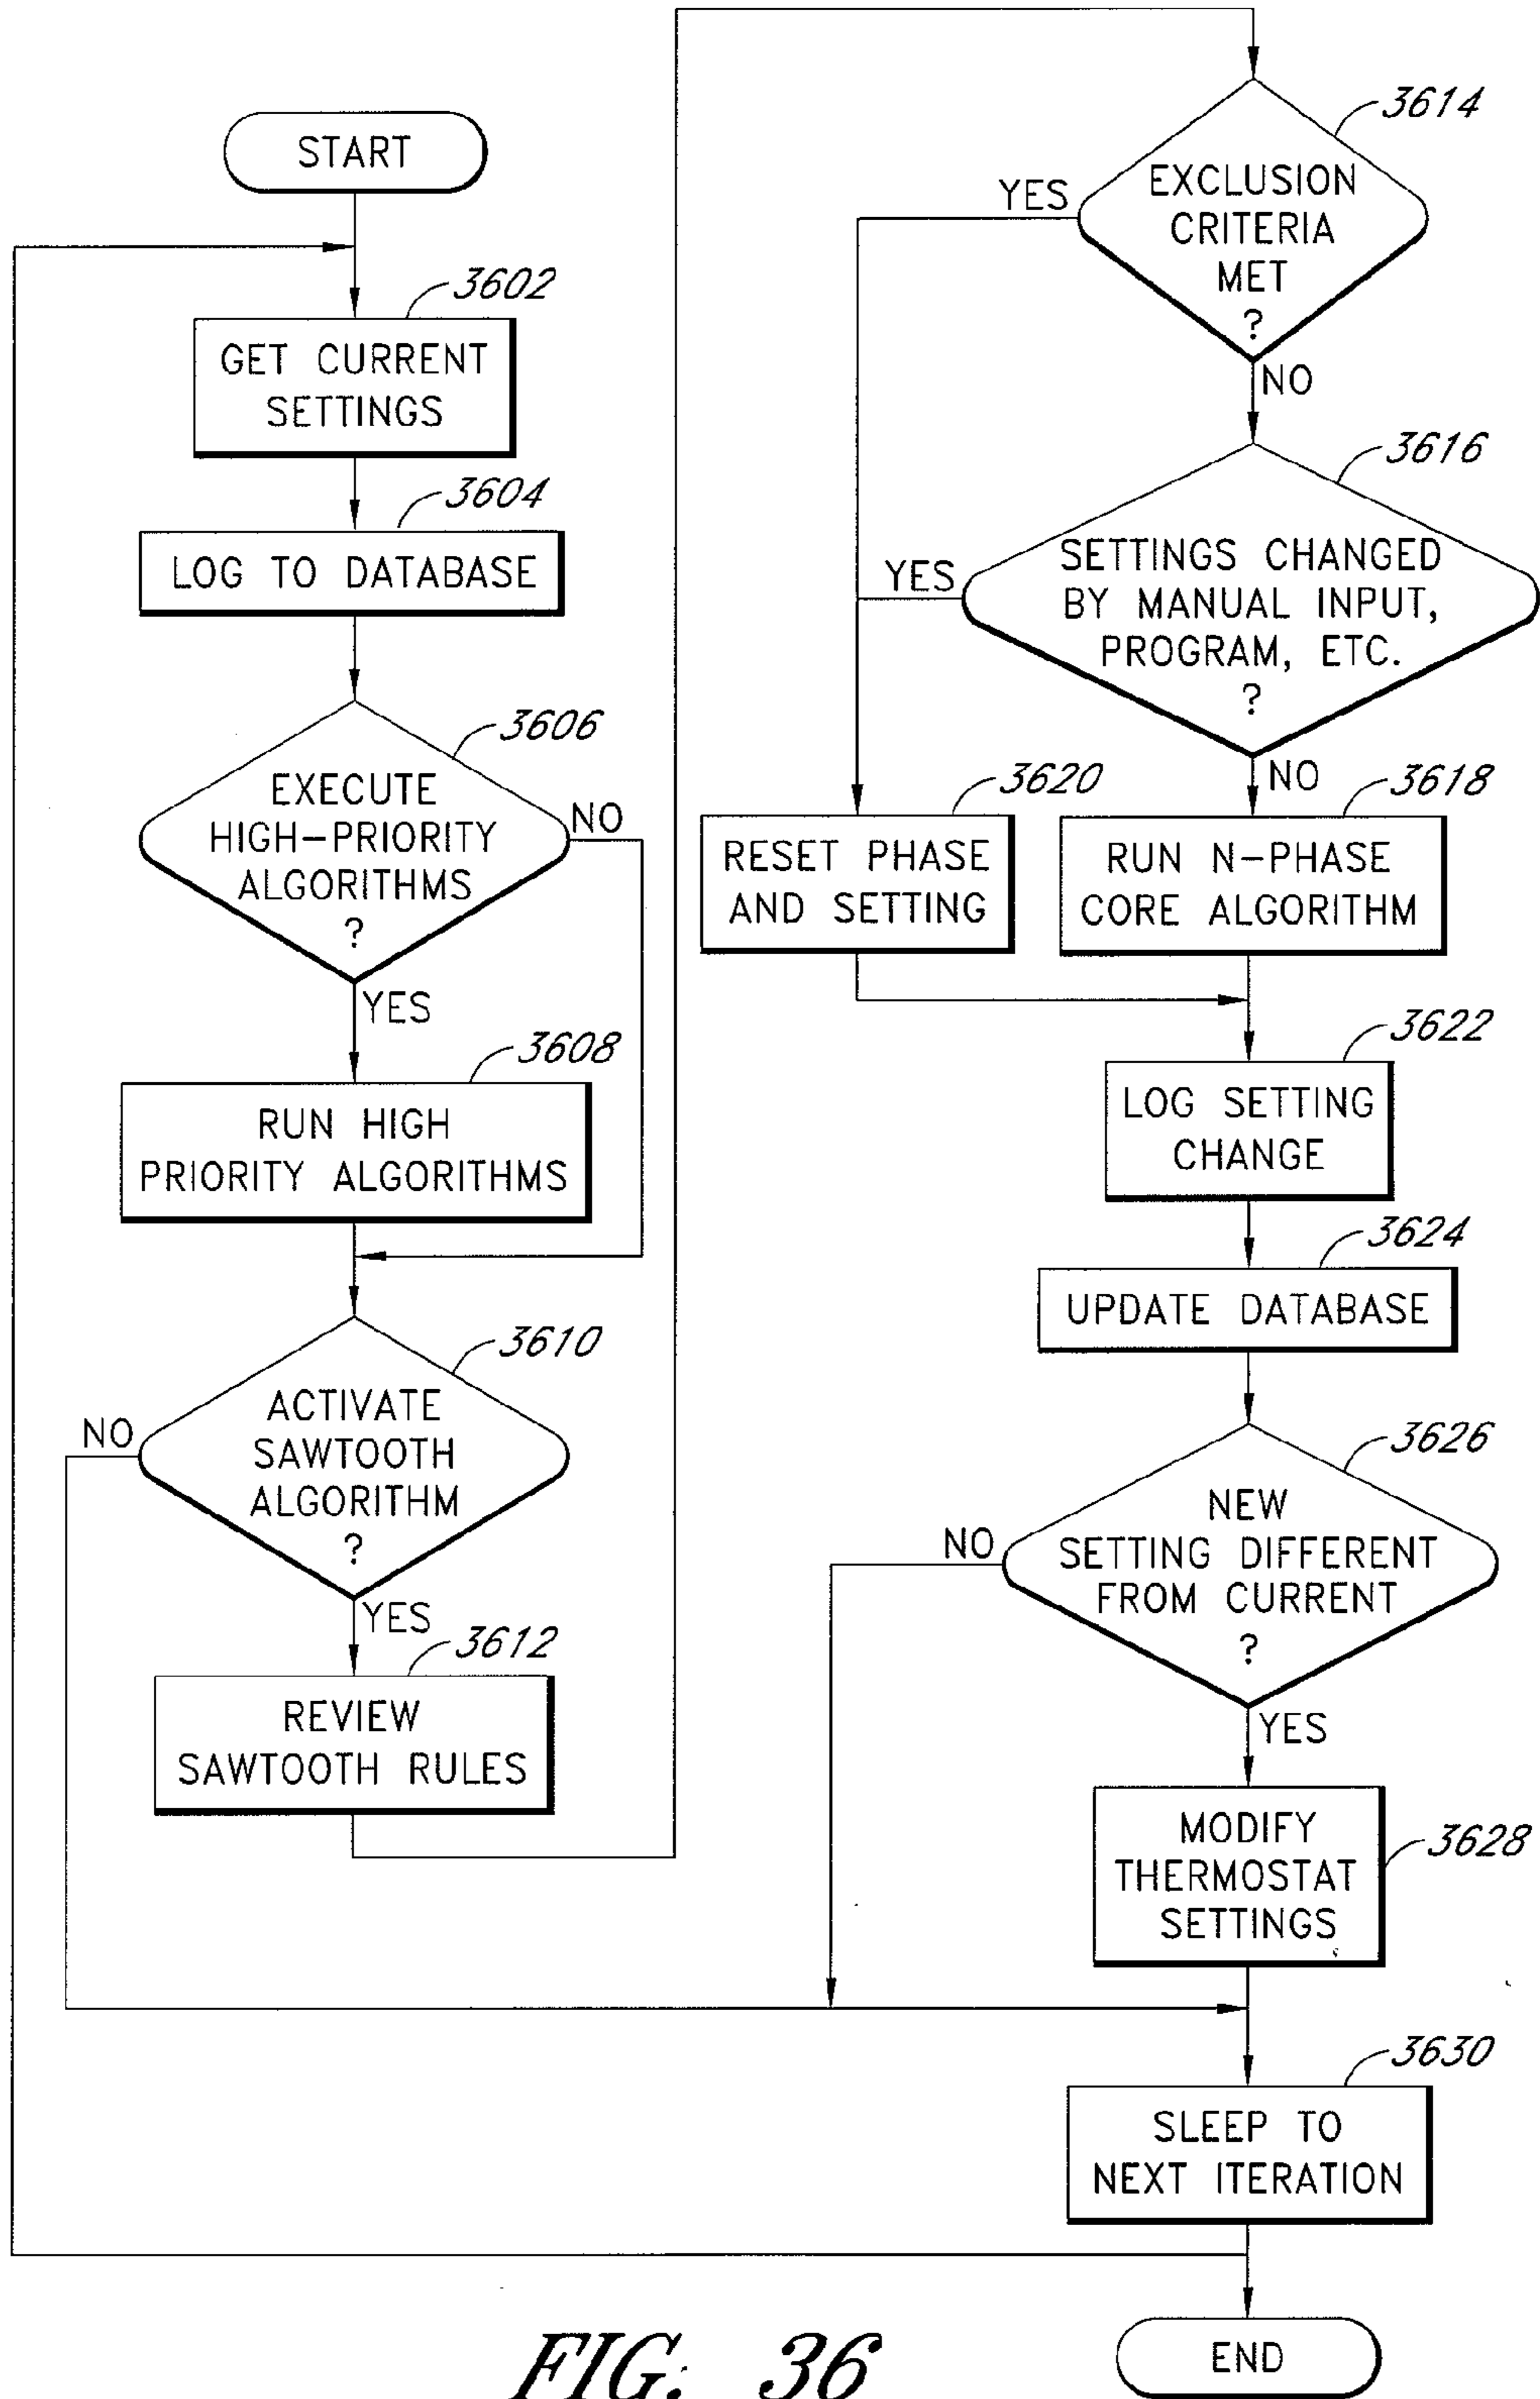 START
3602
GET CURRENT
SETTINGS
3604
LOG TO DATABASE
3606
EXECUTE
HIGH-PRIORITY
ALGORITHMS
?
NO
YES
3608
RUN HIGH
PRIORITY ALGORITHMS
3610
ACTIVATE
SAWTOOTH
ALGORITHM
?
NO
YES
3612
REVIEW
SAWTOOTH RULES
3614
EXCLUSION
CRITERIA
MET
?
YES
NO
3616
SETTINGS CHANGED
BY MANUAL INPUT,
PROGRAM, ETC.
?
YES
NO
3620
RESET PHASE
AND SETTING
3618
RUN N-PHASE
CORE ALGORITHM
3622
LOG SETTING
CHANGE
3624
UPDATE DATABASE
3626
NEW
SETTING DIFFERENT
FROM CURRENT
?
NO
YES
3628
MODIFY
THERMOSTAT
SETTINGS
3630
SLEEP TO
NEXT ITERATION
END
FIG. 36